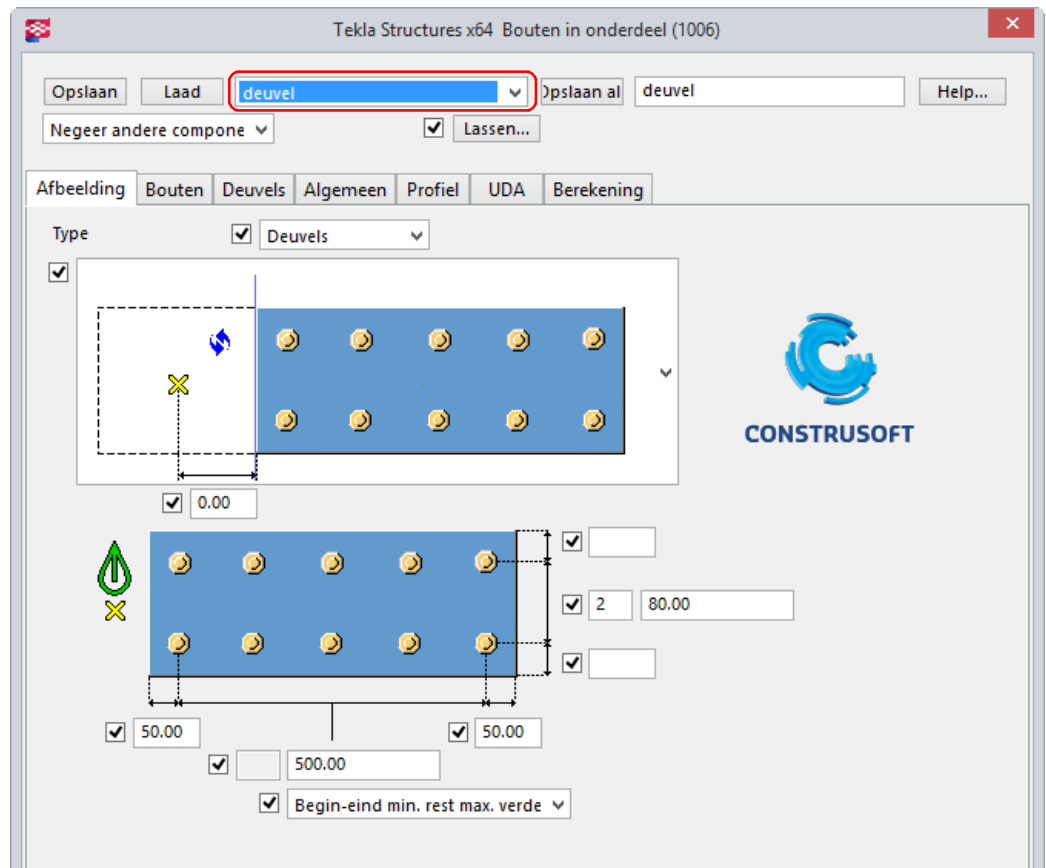 Tekla Structures x64 Bouten in onderdeel (1006)
Opslaan Laad deuvel Opslaan al deuvel Help...
Negeer andere compone Lassen...
Afbeelding Bouten Deuvels Algemeen Profiel UDA Berekening
Type Deuvels
CONSTRUSOFT
0.00
2 80.00
50.00 50.00
500.00
Begin-eind min. rest max. verde